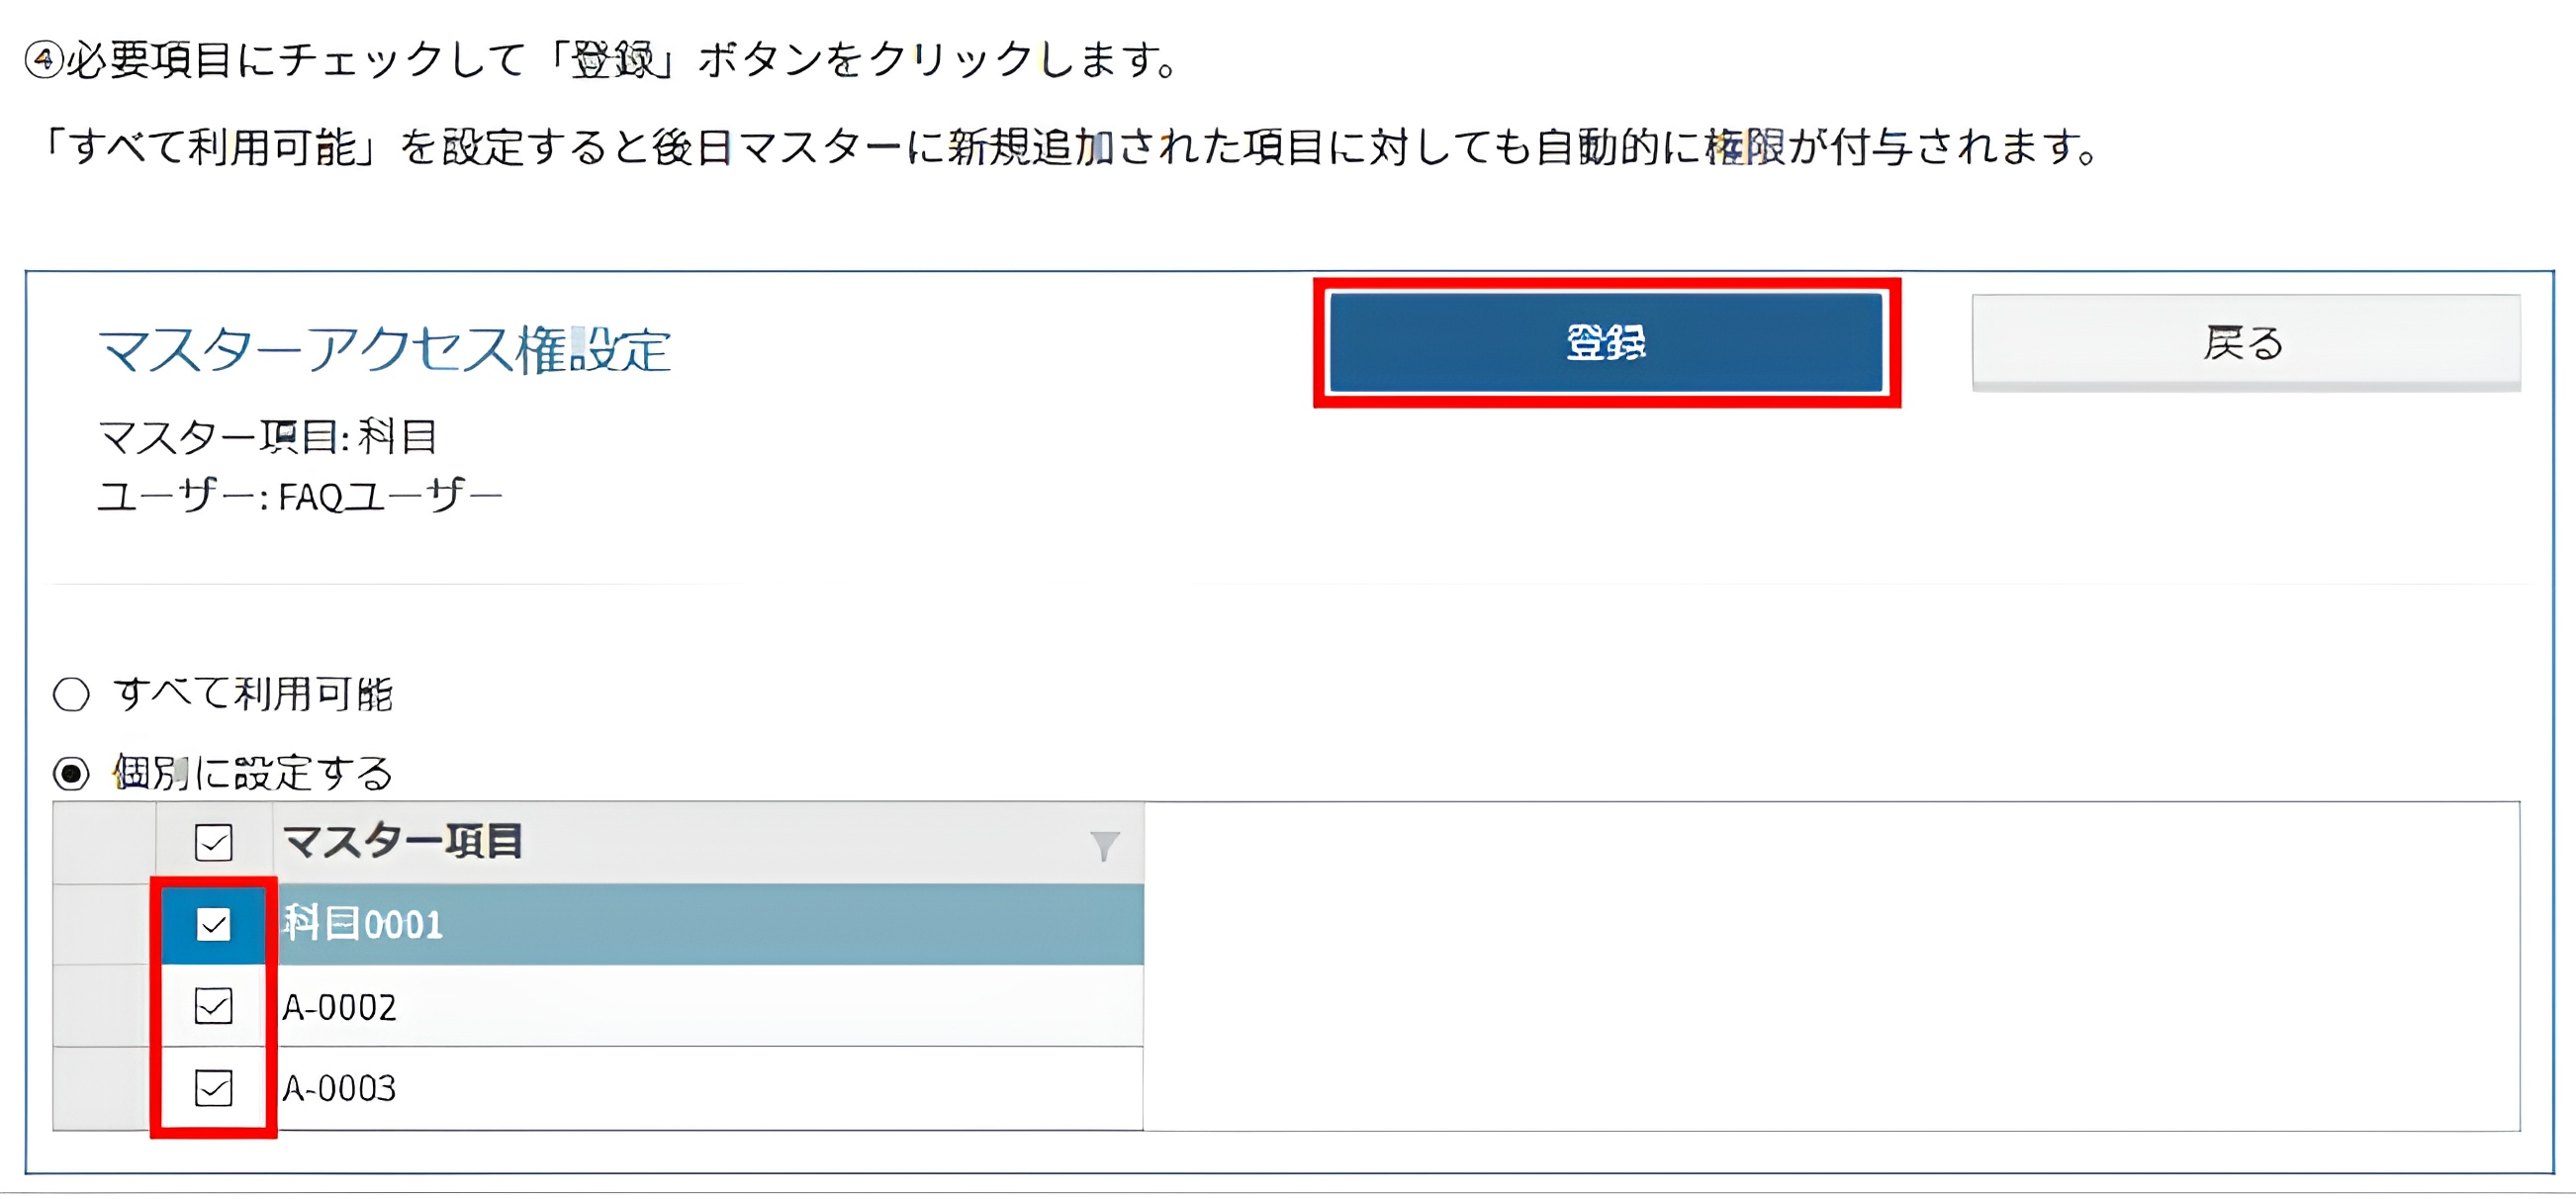 ④必要項目にチェックして「登録」ボタンをクリックします。
「すべて利用可能」を設定すると後日マスターに新規追加された項目に対しても自動的に権限が付与されます。
マスターアクセス権設定
登録
戻る
マスター項目: 科目
ユーザー: FAQユーザー
すべて利用可能
個別に設定する
マスター項目
科目0001
A-0002
A-0003